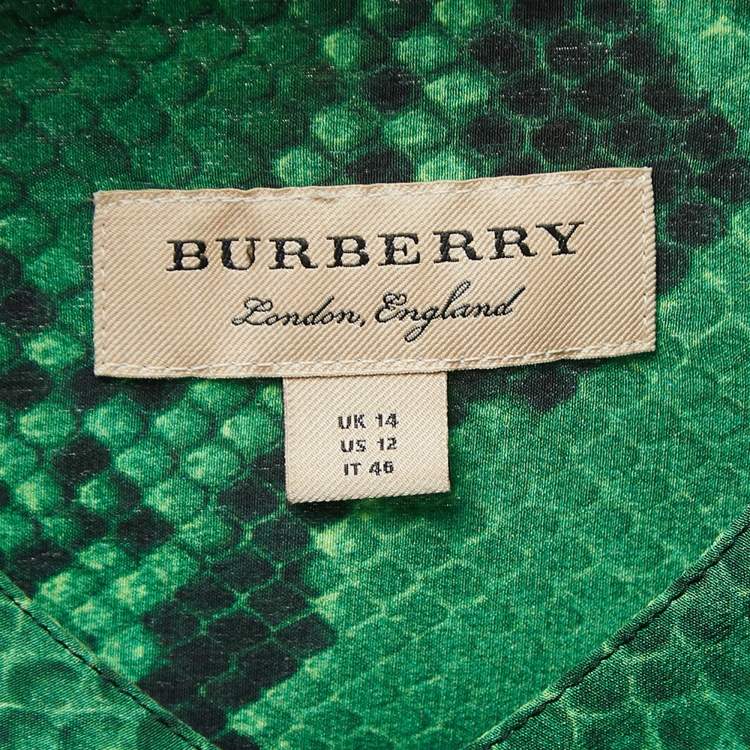 BURBERRY
London, England
UK 14
US 12
IT 46